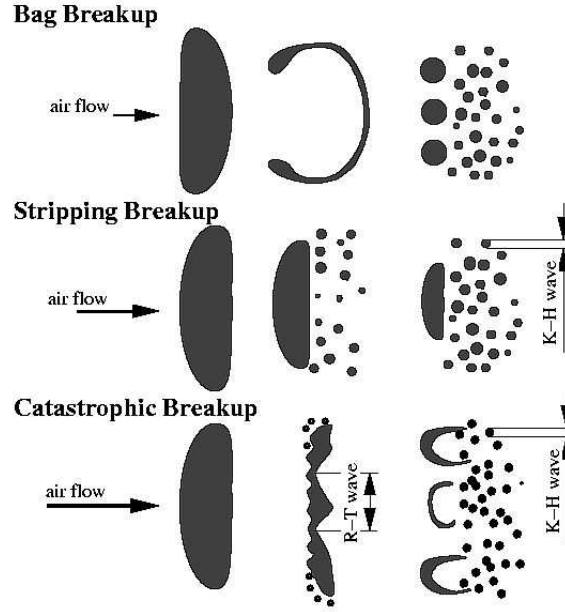 Bag Breakup
air flow
Stripping Breakup
air flow
K–H wave
Catastrophic Breakup
air flow
R–T wave
K–H wave